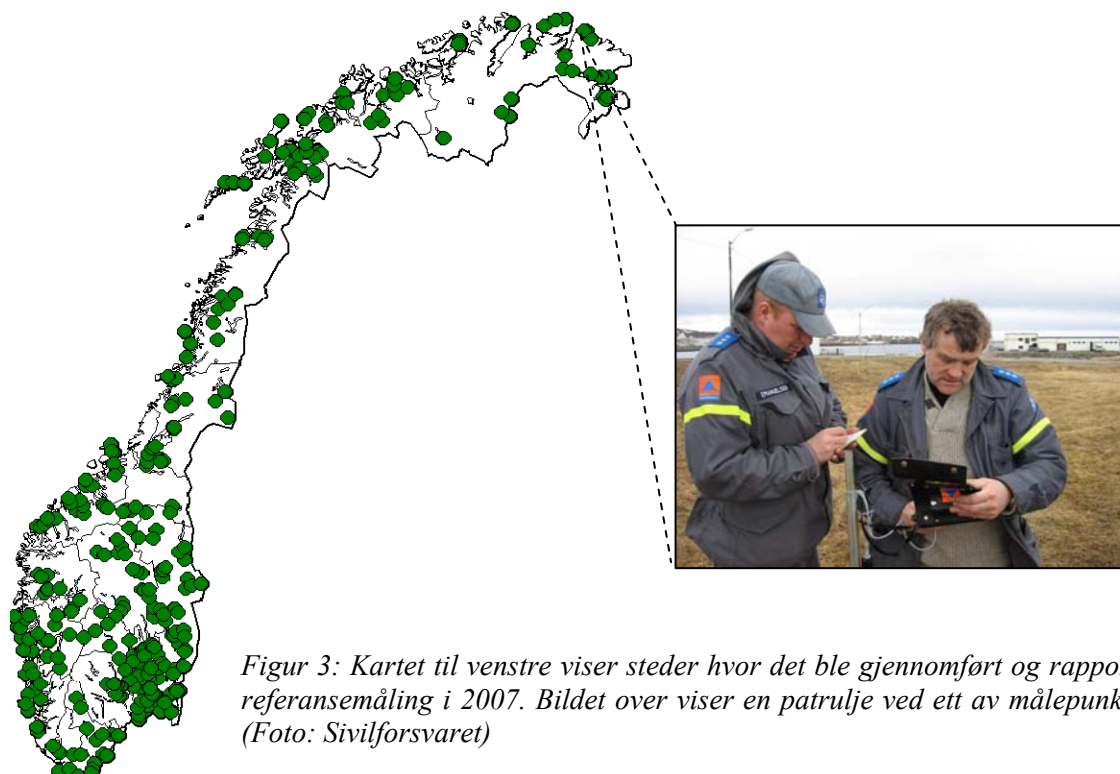 EMANUELSEN
Figur 3: Kartet til venstre viser steder hvor det ble gjennomført og rappo
referansemåling i 2007. Bildet over viser en patrulje ved ett av målepunk
(Foto: Sivilforsvaret)